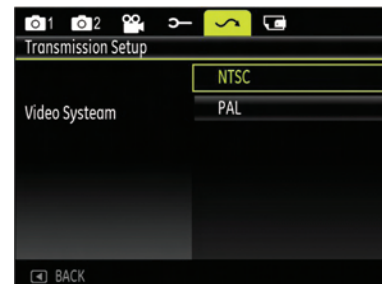 1 2
Transmission Setup
NTSC
Video Systeam
PAL
BACK